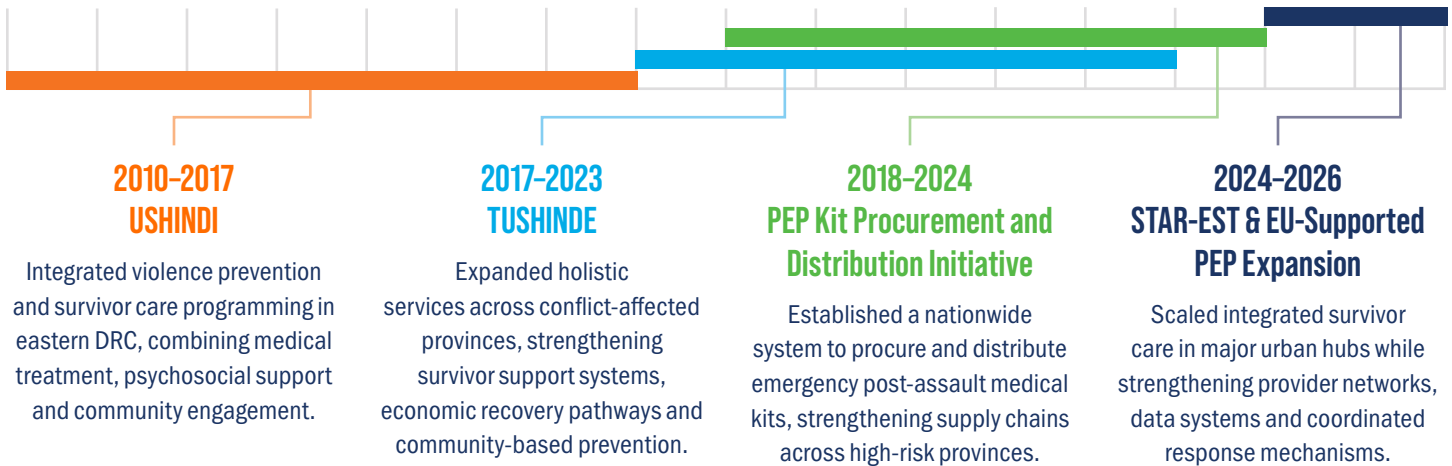 2010–2017
USHINDI
Integrated violence prevention
and survivor care programming in
eastern DRC, combining medical
treatment, psychosocial support
and community engagement.
2017–2023
TUSHINDE
Expanded holistic
services across conflict-affected
provinces, strengthening
survivor support systems,
economic recovery pathways and
community-based prevention.
2018–2024
PEP Kit Procurement and
Distribution Initiative
Established a nationwide
system to procure and distribute
emergency post-assault medical
kits, strengthening supply chains
across high-risk provinces.
2024–2026
STAR-EST & EU-Supported
PEP Expansion
Scaled integrated survivor
care in major urban hubs while
strengthening provider networks,
data systems and coordinated
response mechanisms.